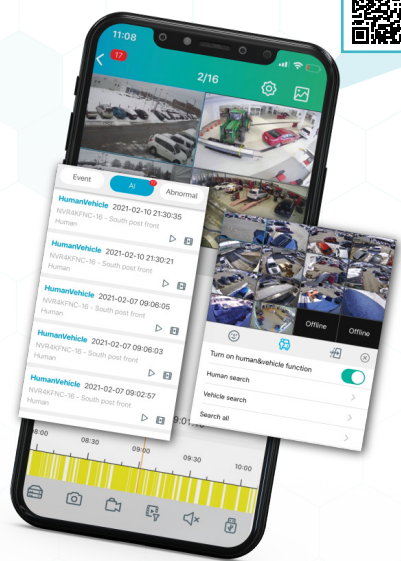 11:08
17
2/16
Event
AI
Abnormal
HumanVehicle 2021-02-10 21:30:35
NVR4KFNC-16 - South post front
Human
HumanVehicle 2021-02-10 21:30:21
NVR4KFNC-16 - South post front
Human
HumanVehicle 2021-02-07 09:06:05
NVR4KFNC-16 - South post front
Human
HumanVehicle 2021-02-07 09:06:03
NVR4KFNC-16 - South post front
Human
HumanVehicle 2021-02-07 09:02:57
NVR4KFNC-16 - South post front
Human
Offline
Offline
Turn on human&vehicle function
Human search
Vehicle search
Search all
08:30
09:00
09:30
10:00